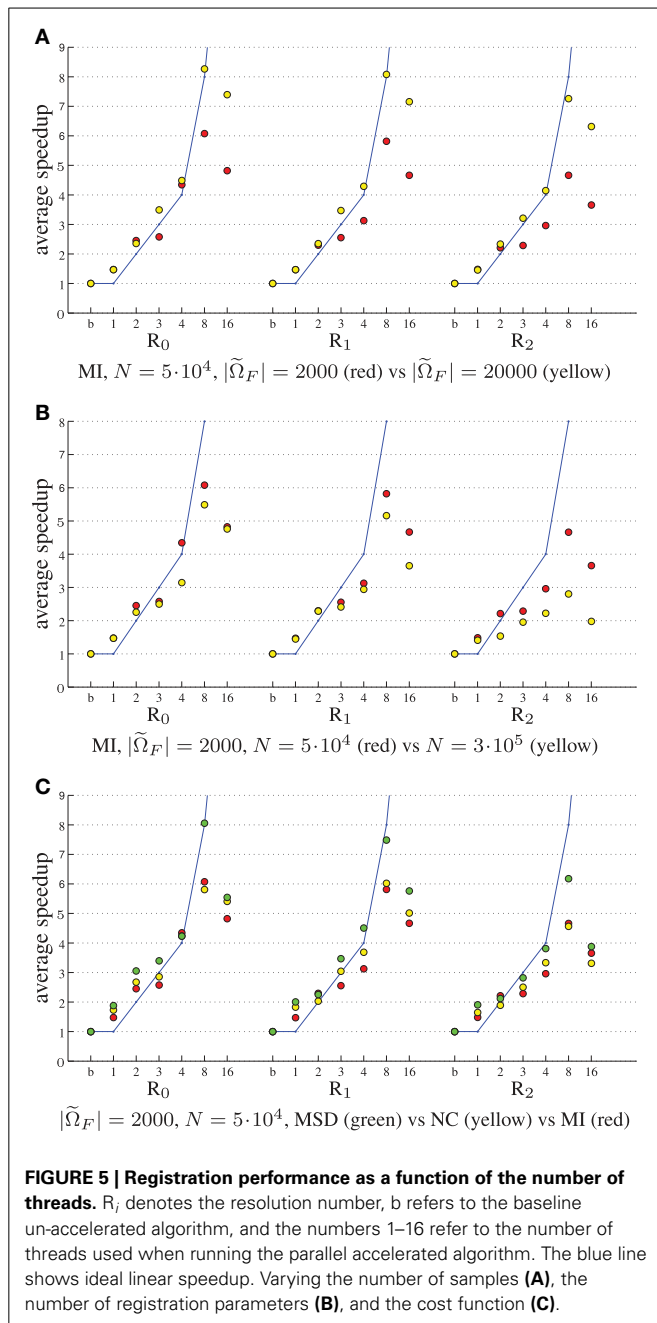 A
average speedup
9
8
7
6
5
4
3
2
1
0
b 1 2 3 4 8 16 b 1 2 3 4 8 16 b 1 2 3 4 8 16
R₀ R₁ R₂
MI, N = 5·10⁴, |Ω̃_F| = 2000 (red) vs |Ω̃_F| = 20000 (yellow)
B
average speedup
8
7
6
5
4
3
2
1
0
b 1 2 3 4 8 16 b 1 2 3 4 8 16 b 1 2 3 4 8 16
R₀ R₁ R₂
MI, |Ω̃_F| = 2000, N = 5·10⁴ (red) vs N = 3·10⁵ (yellow)
C
average speedup
9
8
7
6
5
4
3
2
1
0
b 1 2 3 4 8 16 b 1 2 3 4 8 16 b 1 2 3 4 8 16
R₀ R₁ R₂
|Ω̃_F| = 2000, N = 5·10⁴, MSD (green) vs NC (yellow) vs MI (red)
FIGURE 5 | Registration performance as a function of the number of
threads. Rᵢ denotes the resolution number, b refers to the baseline
un-accelerated algorithm, and the numbers 1–16 refer to the number of
threads used when running the parallel accelerated algorithm. The blue line
shows ideal linear speedup. Varying the number of samples (A), the
number of registration parameters (B), and the cost function (C).